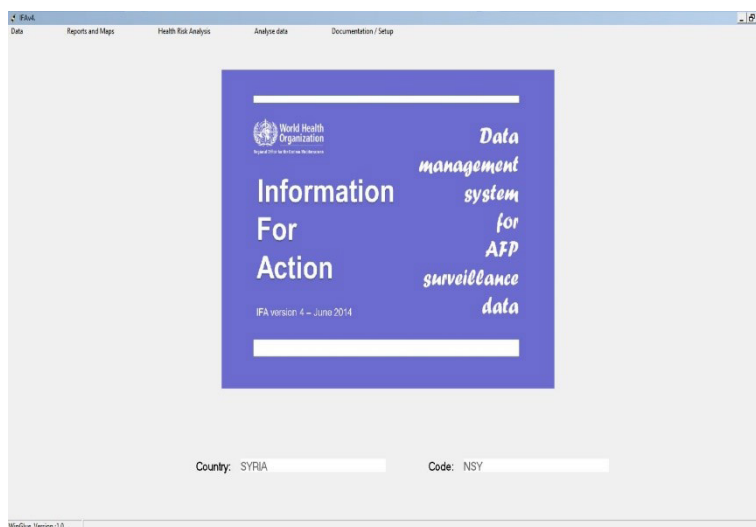 IFAv4.
Data Reports and Maps Health Risk Analysis Analyse data Documentation / Setup
World Health
Organization
Information
For
Action
IFA version 4 – June 2014
Data
management
system
for
AFP
surveillance
data
Country: SYRIA Code: NSY